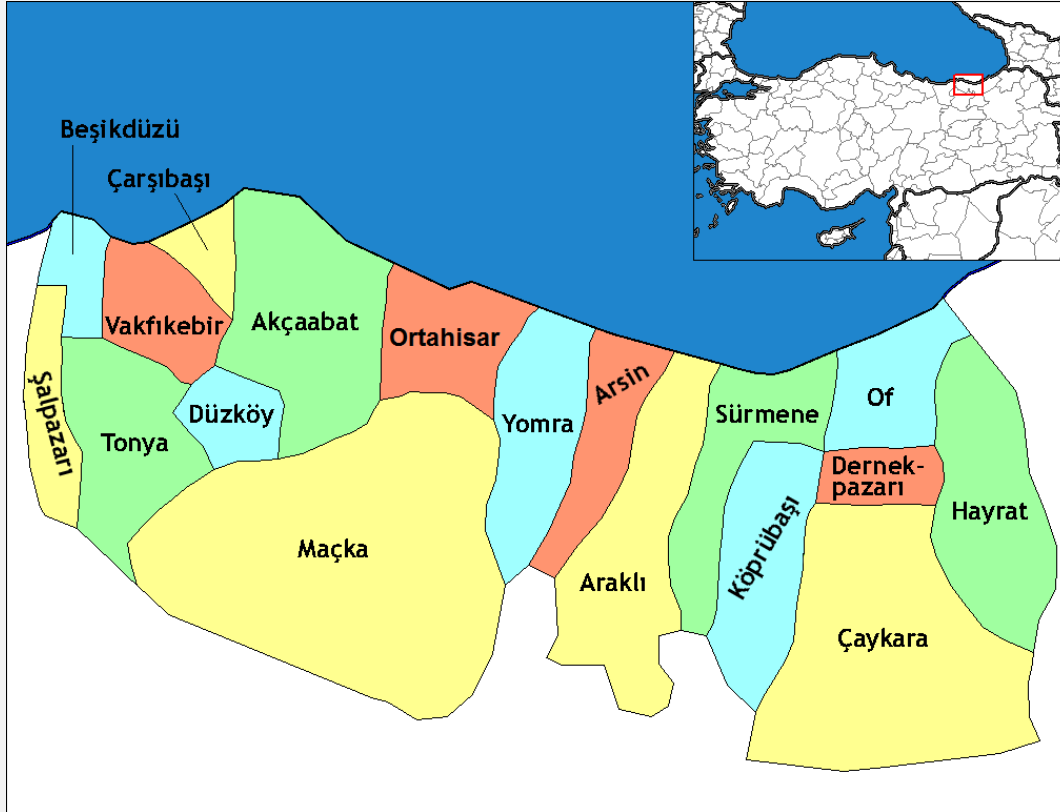 Beşikdüzü
Çarşıbaşı
Vakfıkebir
Akçaabat
Ortahisar
Arsin
Şalpazarı
Tonya
Düzköy
Yomra
Sürmene
Of
Dernek-
pazarı
Hayrat
Maçka
Araklı
Köprübaşı
Çaykara